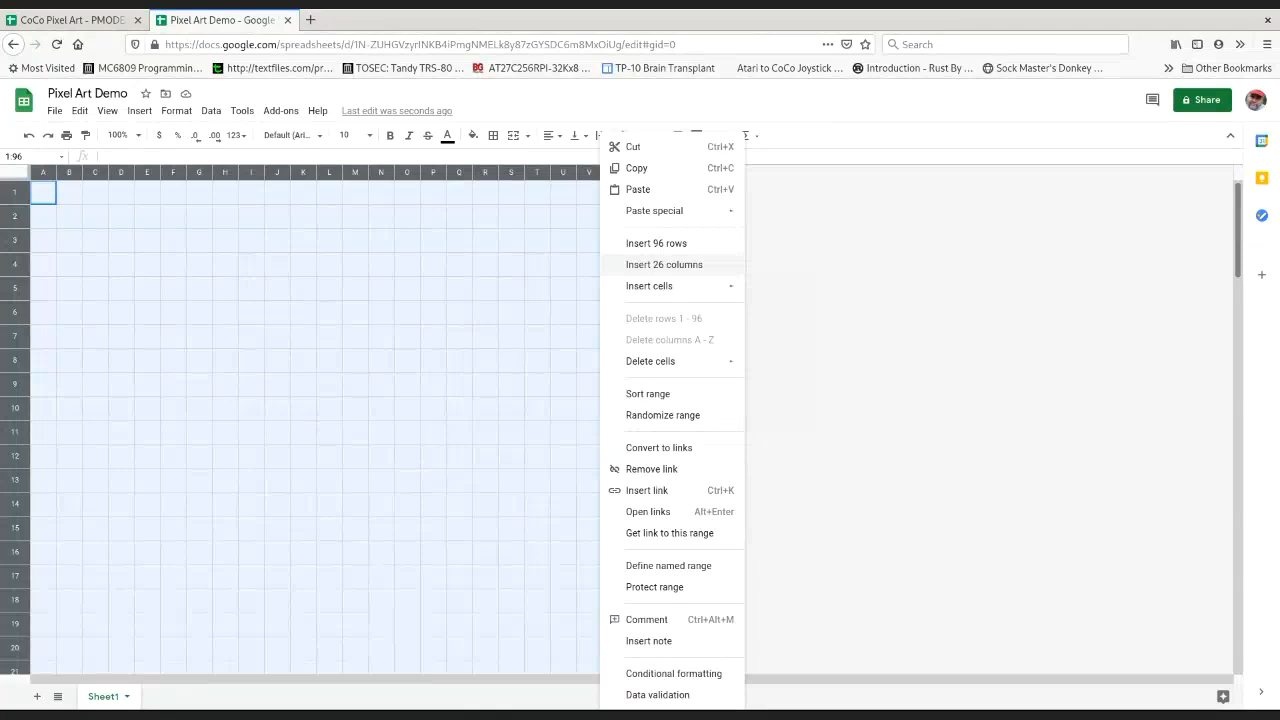 CoCo Pixel Art - PMODE
Pixel Art Demo - Google
https://docs.google.com/spreadsheets/d/1N-ZUHGVzyrINKB4iPmgNMELk8y87zGYSDC6m8MxOiUg/edit#gid=0
Search
Most Visited
MC6809 Programmin...
http://textfiles.com/pr...
TOSEC: Tandy TRS-80 ...
AT27C256RPI-32Kx8 ...
TP-10 Brain Transplant
Atari to CoCo Joystick ...
Introduction - Rust By ...
Sock Master's Donkey ...
Other Bookmarks
Pixel Art Demo
File Edit View Insert Format Data Tools Add-ons Help Last edit was seconds ago
Share
100% $ % .0 .00 123 Default (Ari... 10 B I S A
1:96 fx
A B C D E F G H I J K L M N O P Q R S T U V
1
2
3
4
5
6
7
8
9
10
11
12
13
14
15
16
17
18
19
20
21
Cut Ctrl+X
Copy Ctrl+C
Paste Ctrl+V
Paste special
Insert 96 rows
Insert 26 columns
Insert cells
Delete rows 1 - 96
Delete columns A - Z
Delete cells
Sort range
Randomize range
Convert to links
Remove link
Insert link Ctrl+K
Open links Alt+Enter
Get link to this range
Define named range
Protect range
Comment Ctrl+Alt+M
Insert note
Conditional formatting
Data validation
Sheet1